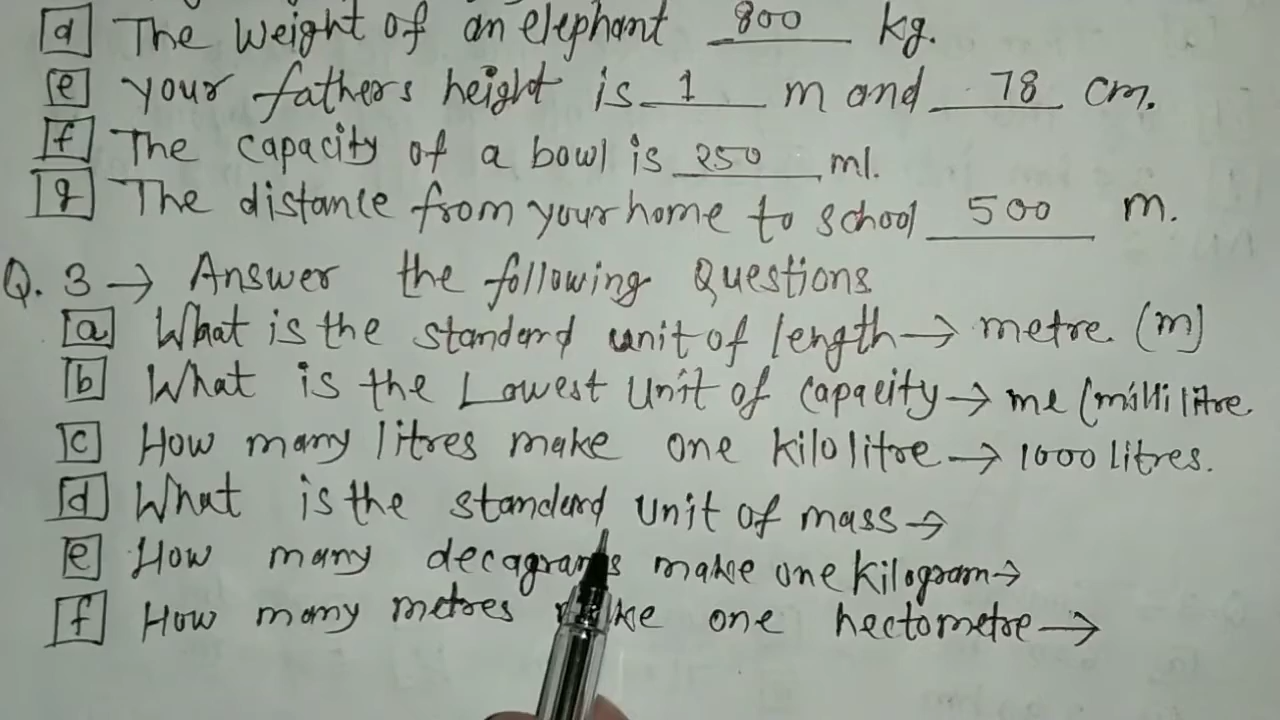 d The weight of an elephant 800 kg.
e your fathers height is 1 m and 78 cm.
f The capacity of a bowl is 250 ml.
g The distance from your home to school 500 m.
Q. 3 → Answer the following Questions
a What is the standard unit of length → metre. (m)
b What is the Lowest Unit of capacity → ml (millilitre
c How many litres make one kilolitre → 1000 litres.
d What is the standard unit of mass →
e How many decagrams make one kilogram →
f How many metres make one hectometre →